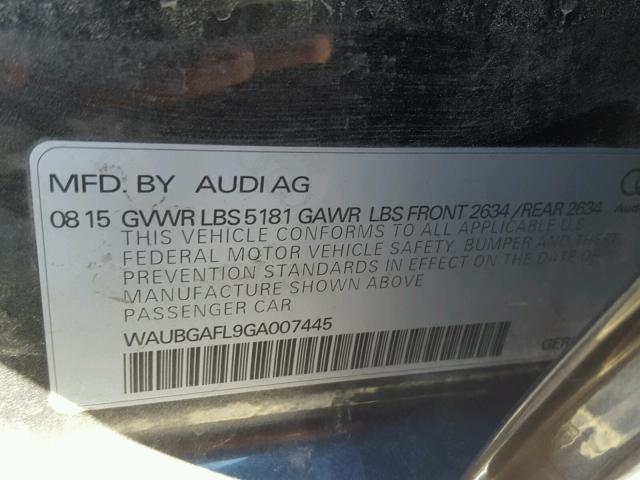 MFD. BY AUDI AG
08 15 GVWR LBS 5181 GAWR LBS FRONT 2634 / REAR 2634
THIS VEHICLE CONFORMS TO ALL APPLICABLE U.S.
FEDERAL MOTOR VEHICLE SAFETY, BUMPER AND THEFT
PREVENTION STANDARDS IN EFFECT ON THE DATE OF
MANUFACTURE SHOWN ABOVE
PASSENGER CAR
WAUBGAFL9GA007445